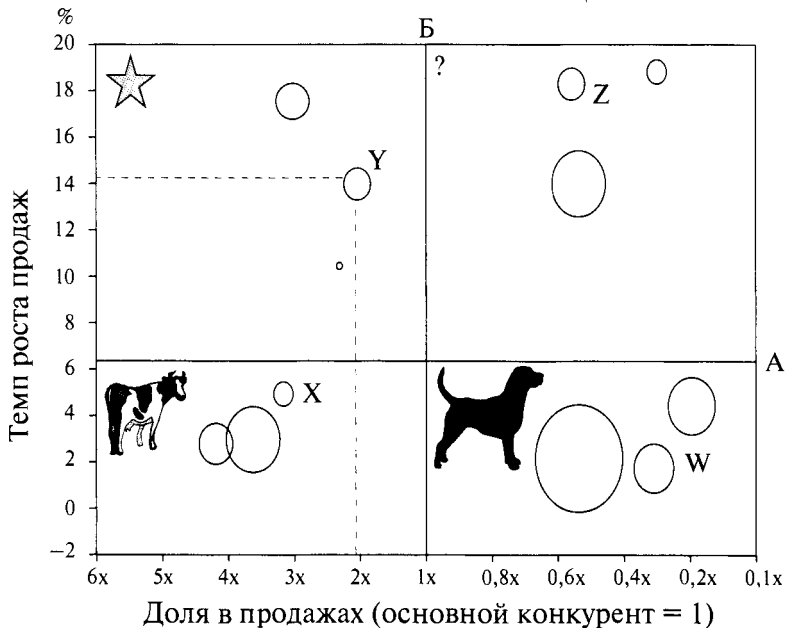 %
Б
20
?
18
Z
16
Y
14
12
10
8
А
6
X
4
W
2
0
−2
6x 5x 4x 3x 2x 1x 0,8x 0,6x 0,4x 0,2x 0,1x
Темп роста продаж
Доля в продажах (основной конкурент = 1)